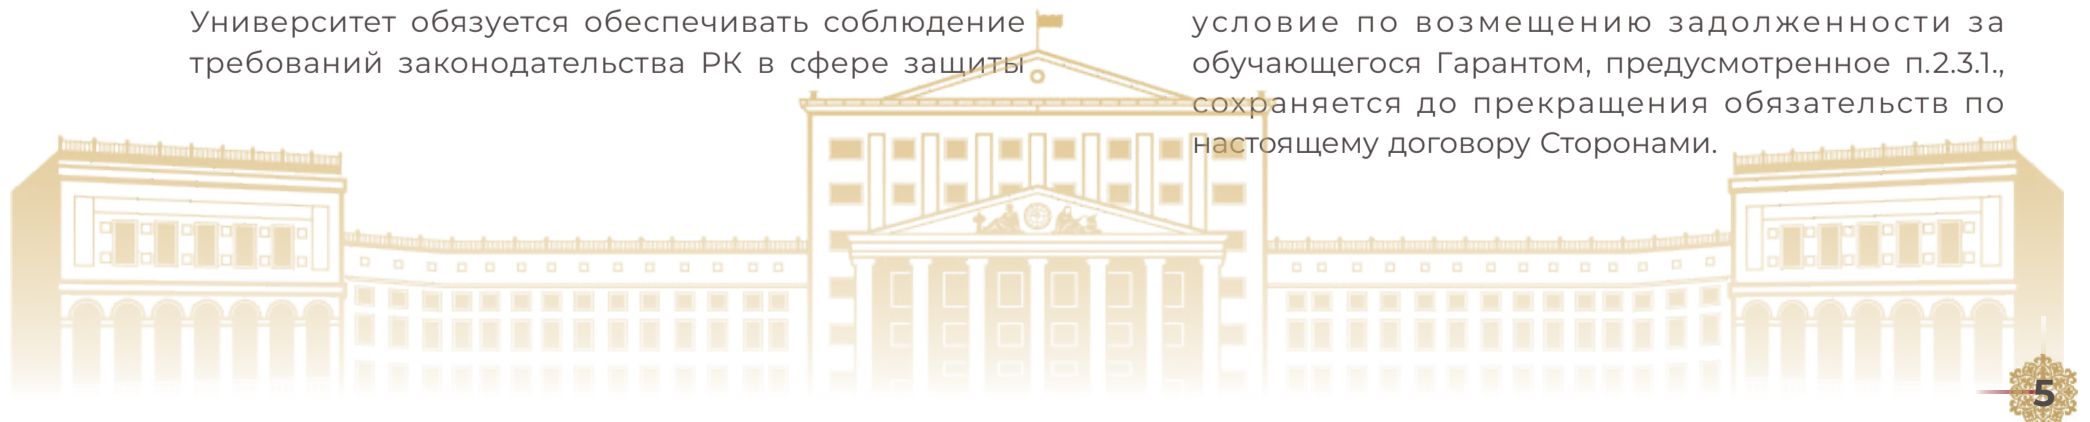 Университет обязуется обеспечивать соблюдение
требований законодательства РК в сфере защиты
условие по возмещению задолженности за
обучающегося Гарантом, предусмотренное п.2.3.1.,
сохраняется до прекращения обязательств по
настоящему договору Сторонами.
5